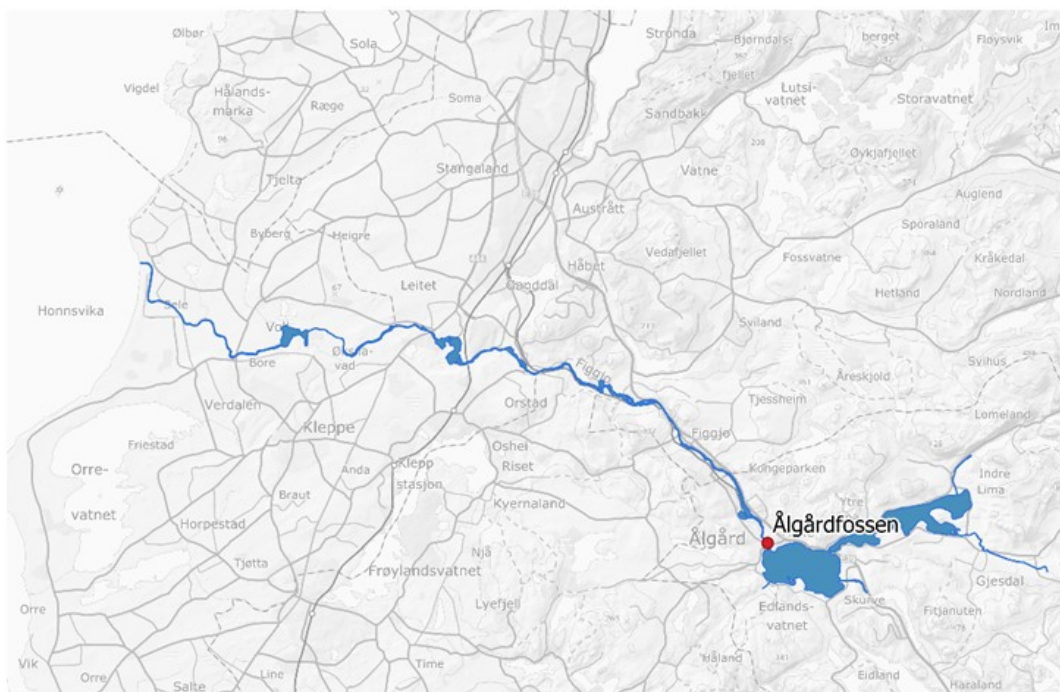 Ølbør
Sola
Stronda
Bjørndals-
fjellet
berget
Fløysvik
Vigdel
Hålands-
marka
Ræge
Soma
Lutsi-
vatnet
Storavatnet
96
Sandbakk
208
Stangaland
Vatne
Øykjafjellet
Tjelta
Austrått
Auglend
Byberg
Heigre
Vedafjellet
Sporaland
Håbet
Fossvatne
Kråkedal
67
Leitet
Ganddal
Hetland
Nordland
Honnsvika
Sele
Sviland
Bore
Figgjo
Svihus
Åreskjold
Verdalen
Orstad
Tjessheim
Lomeland
Kleppe
Friestad
Figgjo
Oshei
Orre-
vatnet
Anda
Klepp
stasjon
Riset
Kongeparken
Indre
Lima
Braut
Kvernaland
Ytre
Horpestad
Ålgårdfossen
Ålgård
Njå
Tjøtta
Frøylandsvatnet
Gjesdal
Lyefjell
Skurve
Orre
Edlands-
vatnet
Fitjanuten
Vik
Håland
Time
Orre
Line
Eidland
Salte
Haraland